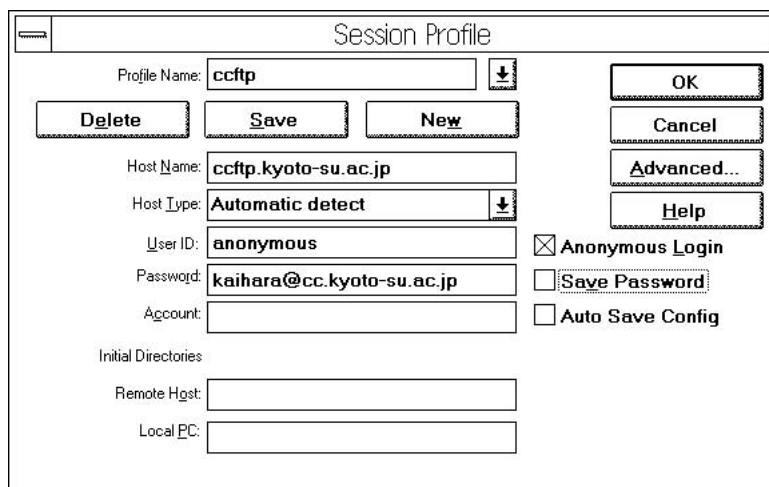 Session Profile
Profile Name: ccftp
OK
Delete Save New
Cancel
Host Name: ccftp.kyoto-su.ac.jp
Advanced...
Host Type: Automatic detect
Help
User ID: anonymous
Anonymous Login
Password: kaihara@cc.kyoto-su.ac.jp
Save Password
Account:
Auto Save Config
Initial Directories
Remote Host:
Local PC: